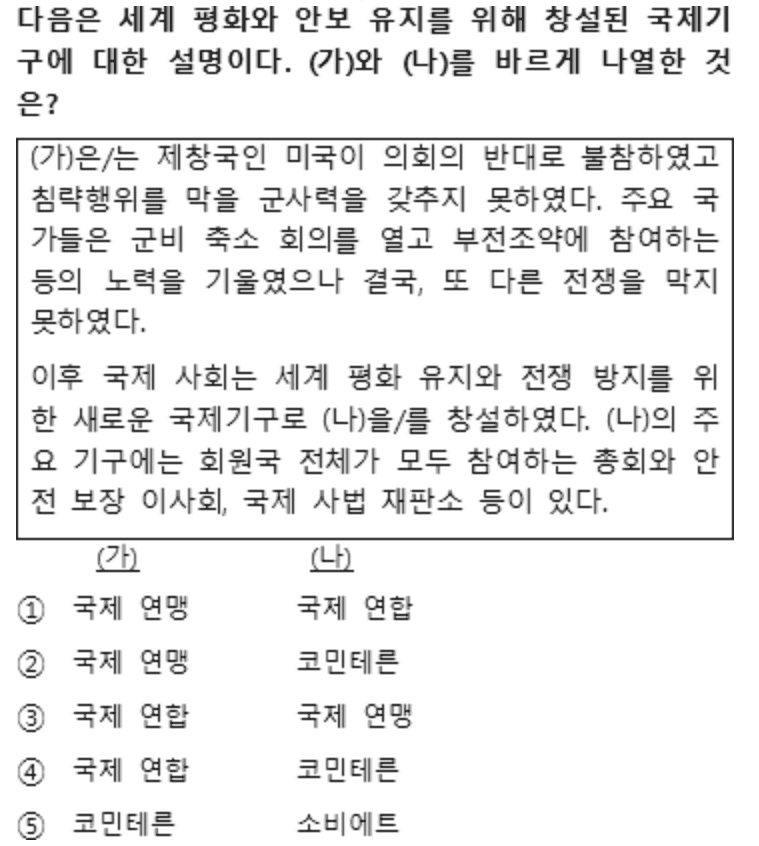 다음은 세계 평화와 안보 유지를 위해 창설된 국제기
구에 대한 설명이다. (가)와 (나)를 바르게 나열한 것
은?
(가)은/는 제창국인 미국이 의회의 반대로 불참하였고
침략행위를 막을 군사력을 갖추지 못하였다. 주요 국
가들은 군비 축소 회의를 열고 부전조약에 참여하는
등의 노력을 기울였으나 결국, 또 다른 전쟁을 막지
못하였다.
이후 국제 사회는 세계 평화 유지와 전쟁 방지를 위
한 새로운 국제기구로 (나)을/를 창설하였다. (나)의 주
요 기구에는 회원국 전체가 모두 참여하는 총회와 안
전 보장 이사회, 국제 사법 재판소 등이 있다.
(가) (나)
① 국제 연맹 국제 연합
② 국제 연맹 코민테른
③ 국제 연합 국제 연맹
④ 국제 연합 코민테른
⑤ 코민테른 소비에트